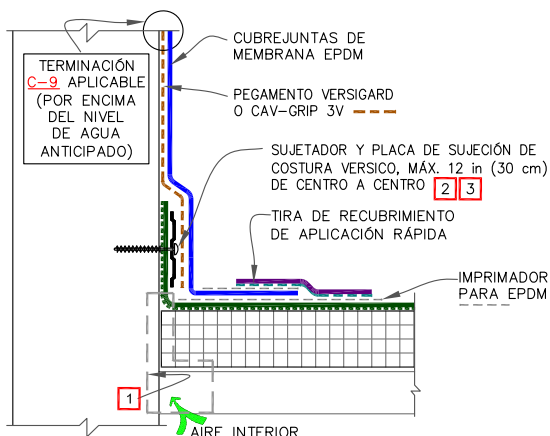 CUBREJUNTAS DE
MEMBRANA EPDM
TERMINACIÓN
C-9 APLICABLE
(POR ENCIMA
DEL NIVEL
DE AGUA
ANTICIPADO)
PEGAMENTO VERSIGARD
O CAV-GRIP 3V
SUJETADOR Y PLACA DE SUJECIÓN DE
COSTURA VERSICO, MÁX. 12 in (30 cm)
DE CENTRO A CENTRO 2 3
TIRA DE RECUBRIMIENTO
DE APLICACIÓN RÁPIDA
IMPRIMADOR
PARA EPDM
1
AIRE INTERIOR